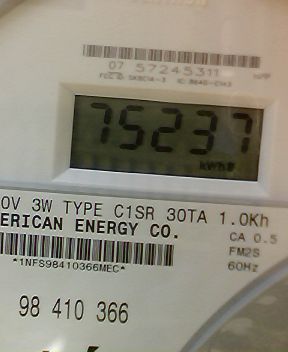 07 57245311
75237
kWh
0V 3W TYPE C1SR 30TA 1.0Kh
ERICAN ENERGY CO.
CA 0.5
*1NFS98410366MEC*
FM2S
60Hz
98 410 366